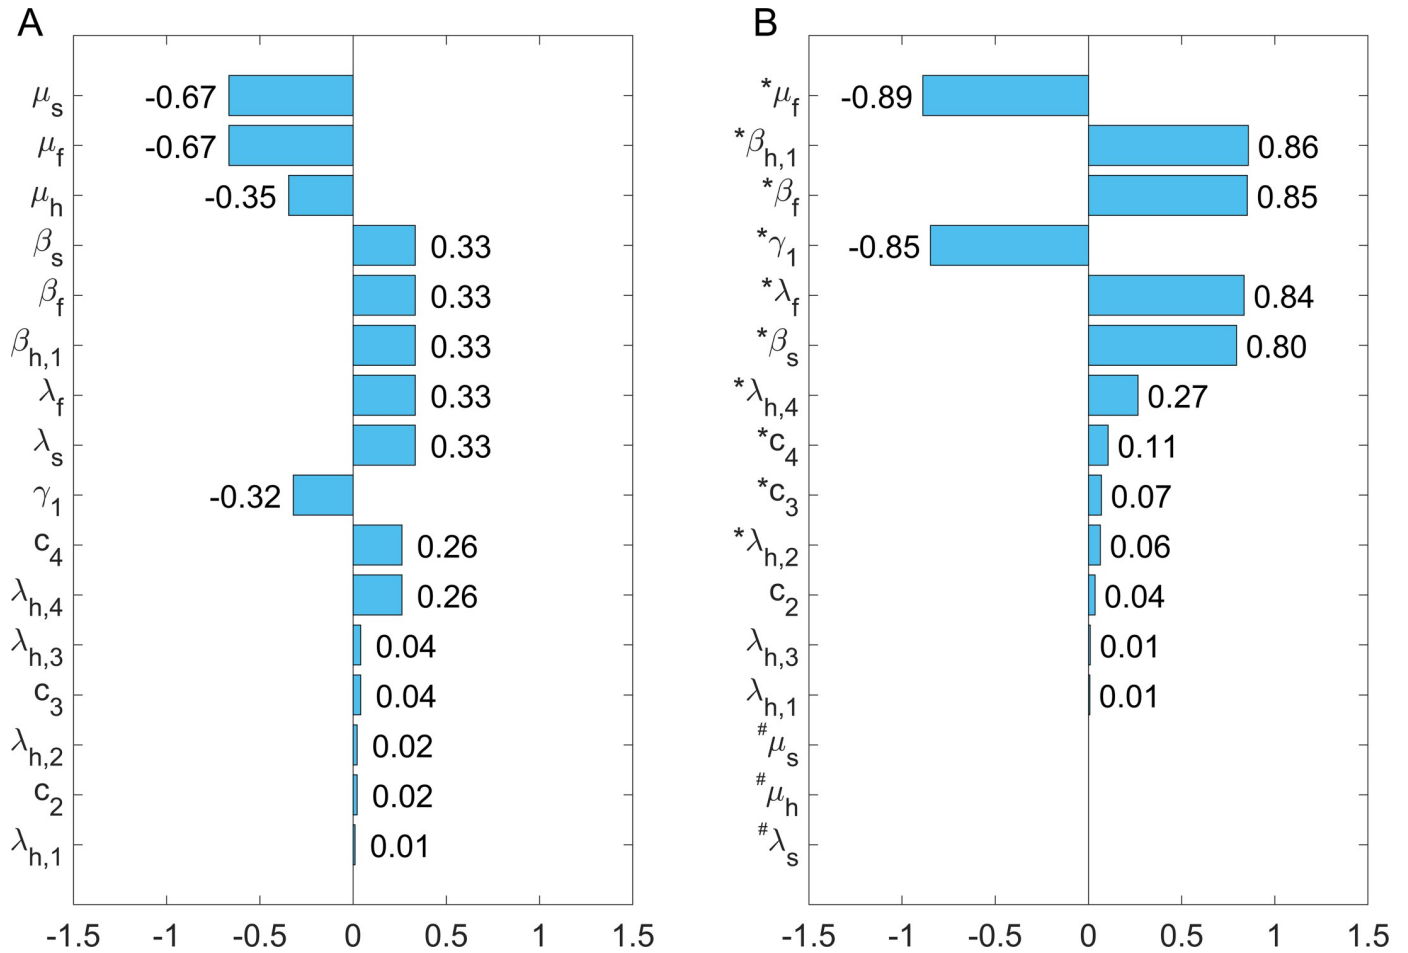 A
μs -0.67
μf -0.67
μh -0.35
βs 0.33
βf 0.33
βh,1 0.33
λf 0.33
λs 0.33
γ1 -0.32
c4 0.26
λh,4 0.26
λh,3 0.04
c3 0.04
λh,2 0.02
c2 0.02
λh,1 0.01
-1.5 -1 -0.5 0 0.5 1 1.5
B
*μf -0.89
*βh,1 0.86
*βf 0.85
*γ1 -0.85
*λf 0.84
*βs 0.80
*λh,4 0.27
*c4 0.11
*c3 0.07
*λh,2 0.06
c2 0.04
λh,3 0.01
λh,1 0.01
#μs
#μh
#λs
-1.5 -1 -0.5 0 0.5 1 1.5